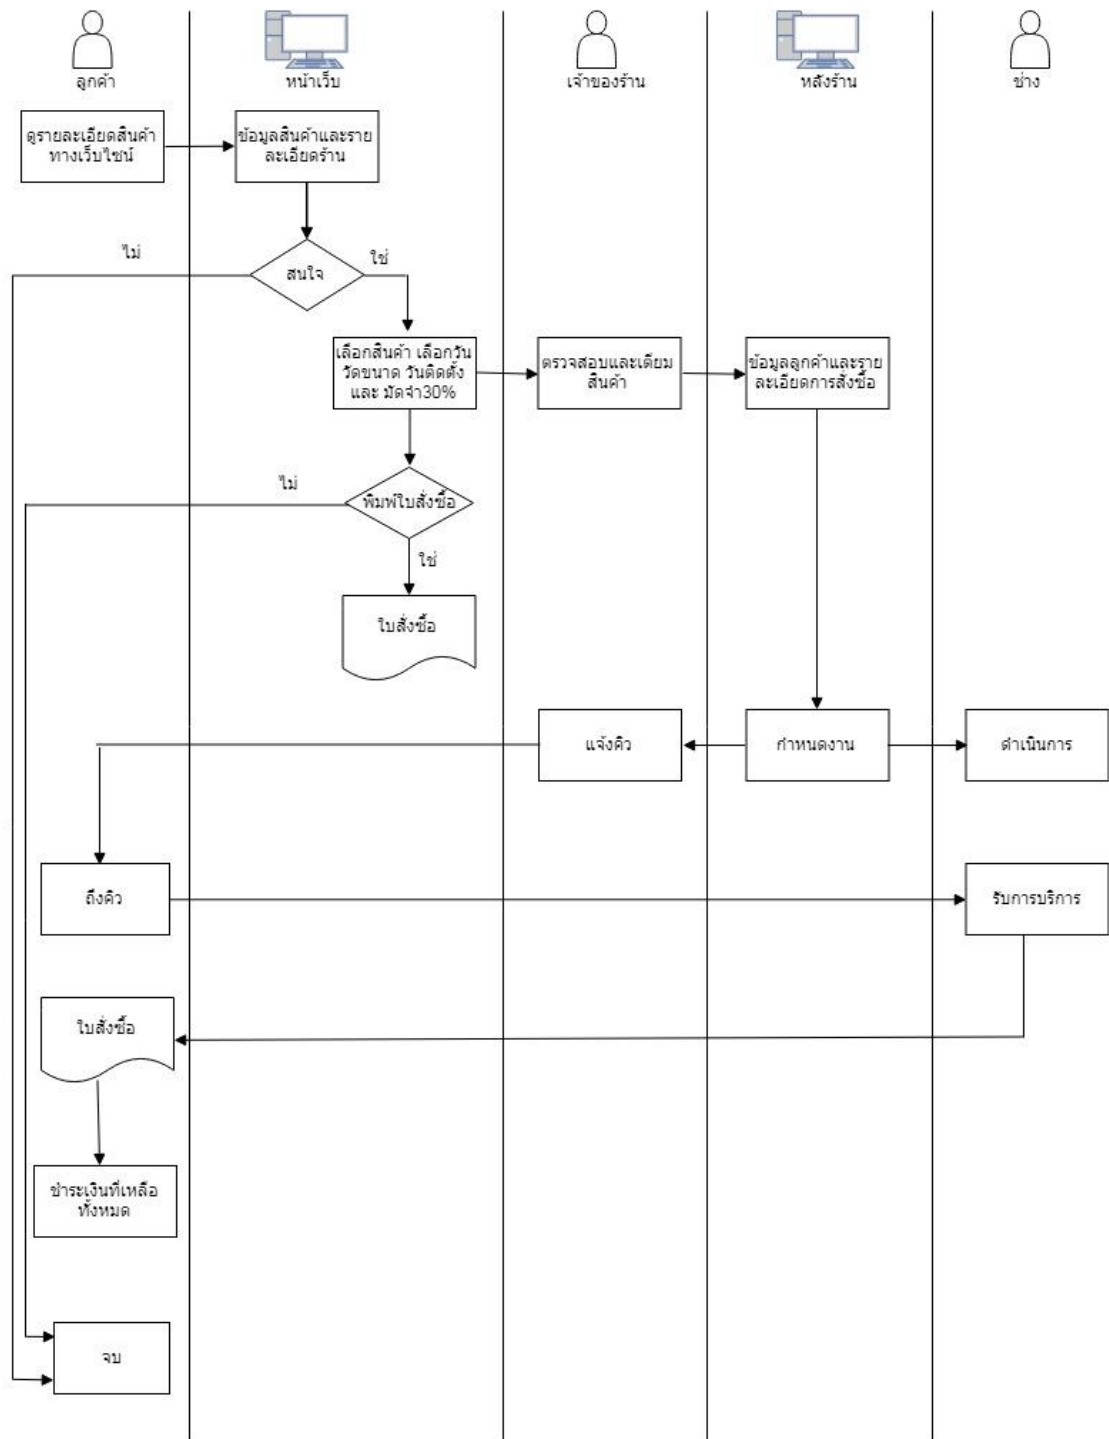 ลูกค้า
หน้าเว็บ
เจ้าของร้าน
หลังร้าน
ช่าง
ดูรายละเอียดสินค้า
ทางเว็บไซน์
ข้อมูลสินค้าและราย
ละเอียดร้าน
ไม่
สนใจ
ใช่
เลือกสินค้า เลือกวัน
วัดขนาด วันติดตั้ง
และ มัดจำ30%
ตรวจสอบและเตียม
สินค้า
ข้อมูลลูกค้าและราย
ละเอียดการสั่งซื้อ
ไม่
พิมพ์ใบสั่งซื้อ
ใช่
ใบสั่งซื้อ
แจ้งคิว
กำหนดงาน
ดำเนินการ
ถึงคิว
รับการบริการ
ใบสั่งซื้อ
ชำระเงินที่เหลือ
ทั้งหมด
จบ